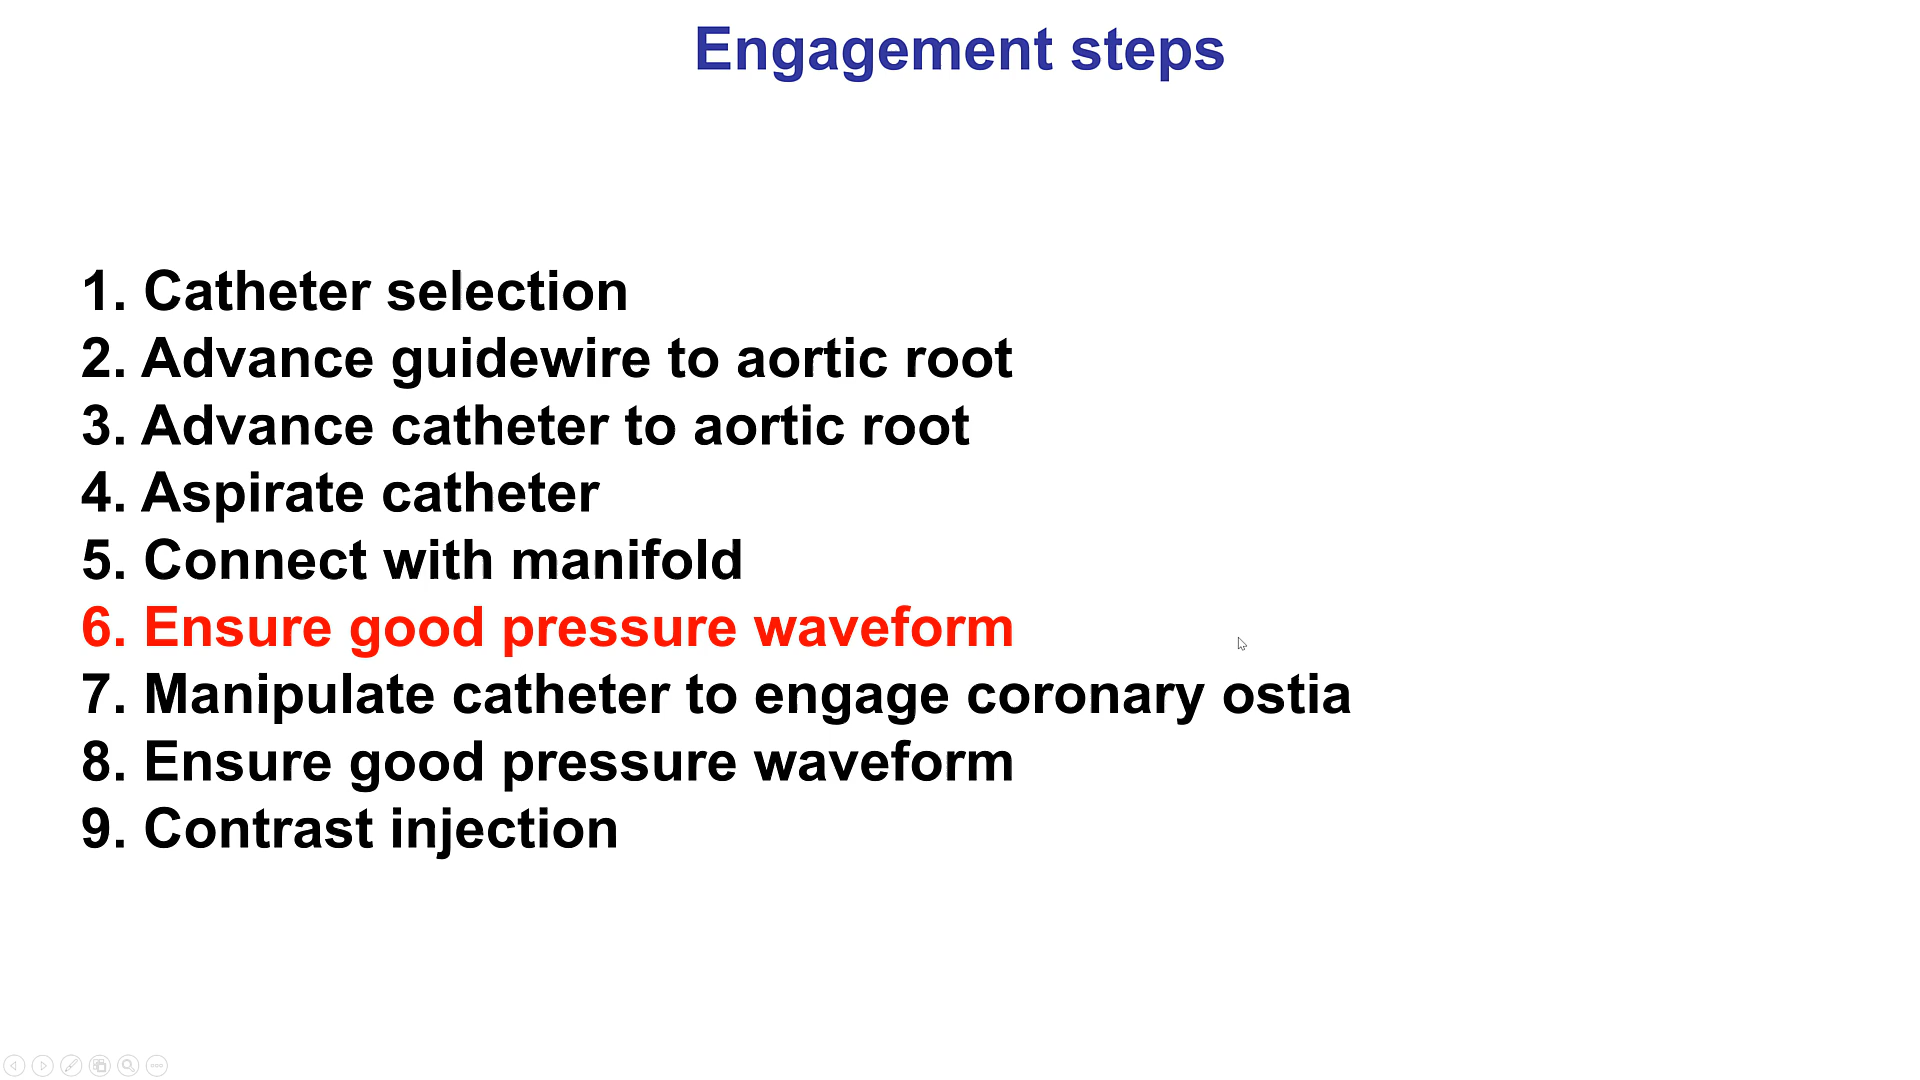 Engagement steps
1. Catheter selection
2. Advance guidewire to aortic root
3. Advance catheter to aortic root
4. Aspirate catheter
5. Connect with manifold
6. Ensure good pressure waveform
7. Manipulate catheter to engage coronary ostia
8. Ensure good pressure waveform
9. Contrast injection